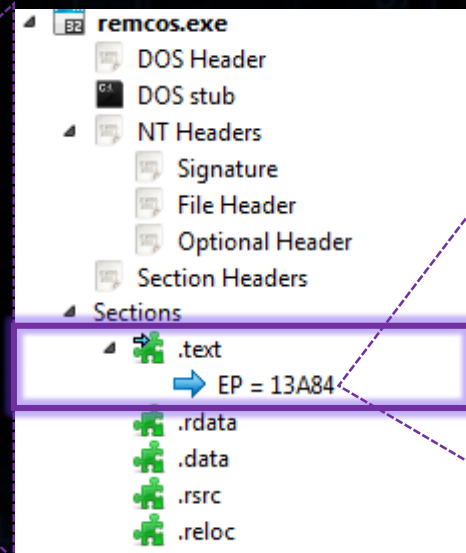 32 remcos.exe
DOS Header
C:\ DOS stub
NT Headers
Signature
File Header
Optional Header
Section Headers
Sections
.text
EP = 13A84
.rdata
.data
.rsrc
.reloc